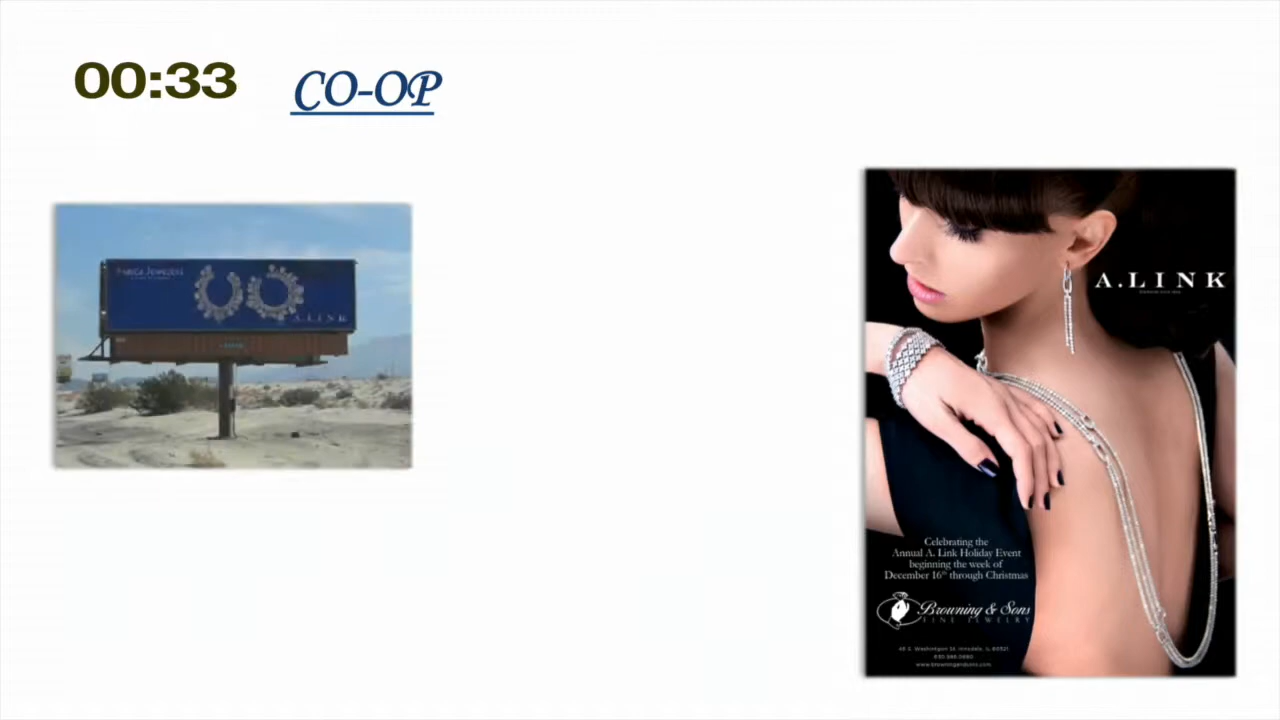 00:33
CO-OP
A.LINK
A.LINK
Celebrating the
Annual A. Link Holiday Event
beginning the week of
December 16th through Christmas
Browning & Sons
FINE JEWELRY